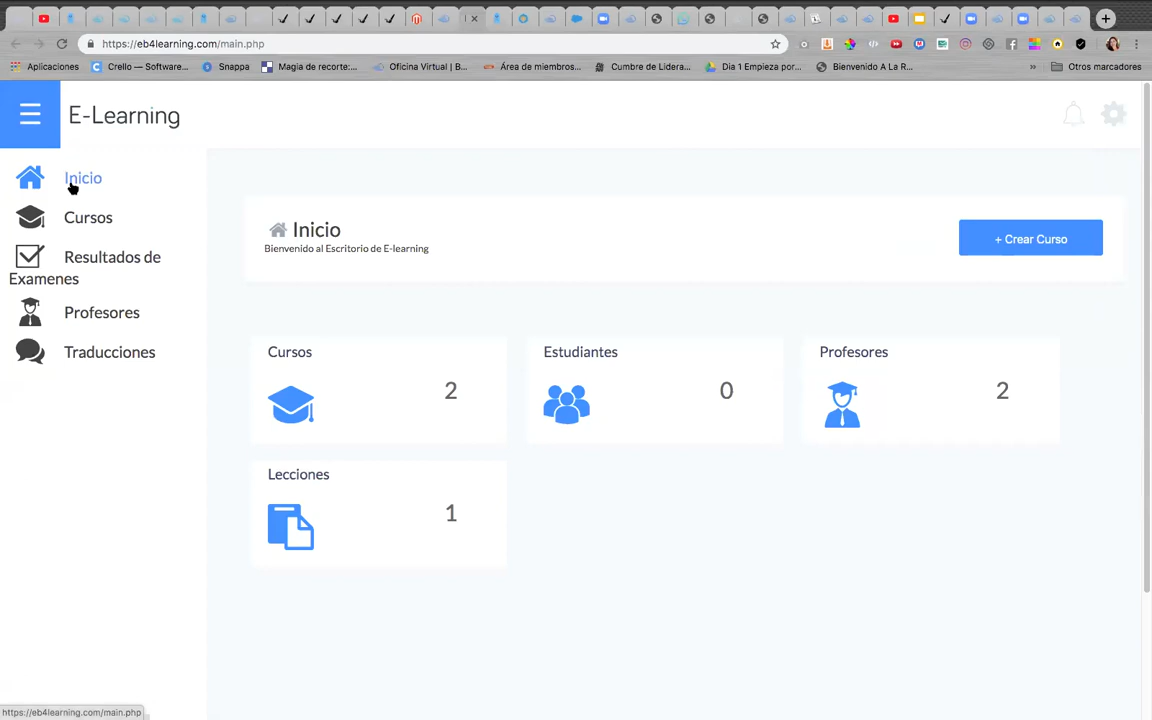 https://eb4learning.com/main.php
Aplicaciones
Crello — Software...
Snappa
Magia de recorte:...
Oficina Virtual | B...
Área de miembros...
Cumbre de Lidera...
Dia 1 Empieza por...
Bienvenido A La R...
»
Otros marcadores
E-Learning
Inicio
Cursos
Resultados de
Examenes
Profesores
Traducciones
Inicio
Bienvenido al Escritorio de E-learning
+ Crear Curso
Cursos
2
Estudiantes
0
Profesores
2
Lecciones
1
https://eb4learning.com/main.php